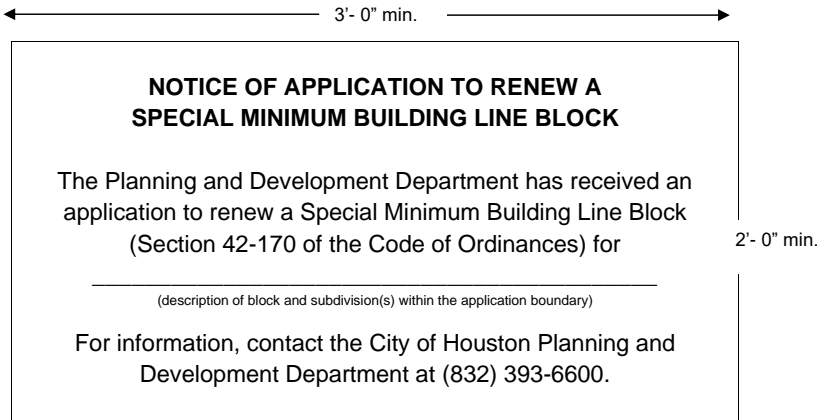 3'- 0” min.
NOTICE OF APPLICATION TO RENEW A
SPECIAL MINIMUM BUILDING LINE BLOCK
The Planning and Development Department has received an
application to renew a Special Minimum Building Line Block
(Section 42-170 of the Code of Ordinances) for
2'- 0” min.
(description of block and subdivision(s) within the application boundary)
For information, contact the City of Houston Planning and
Development Department at (832) 393-6600.